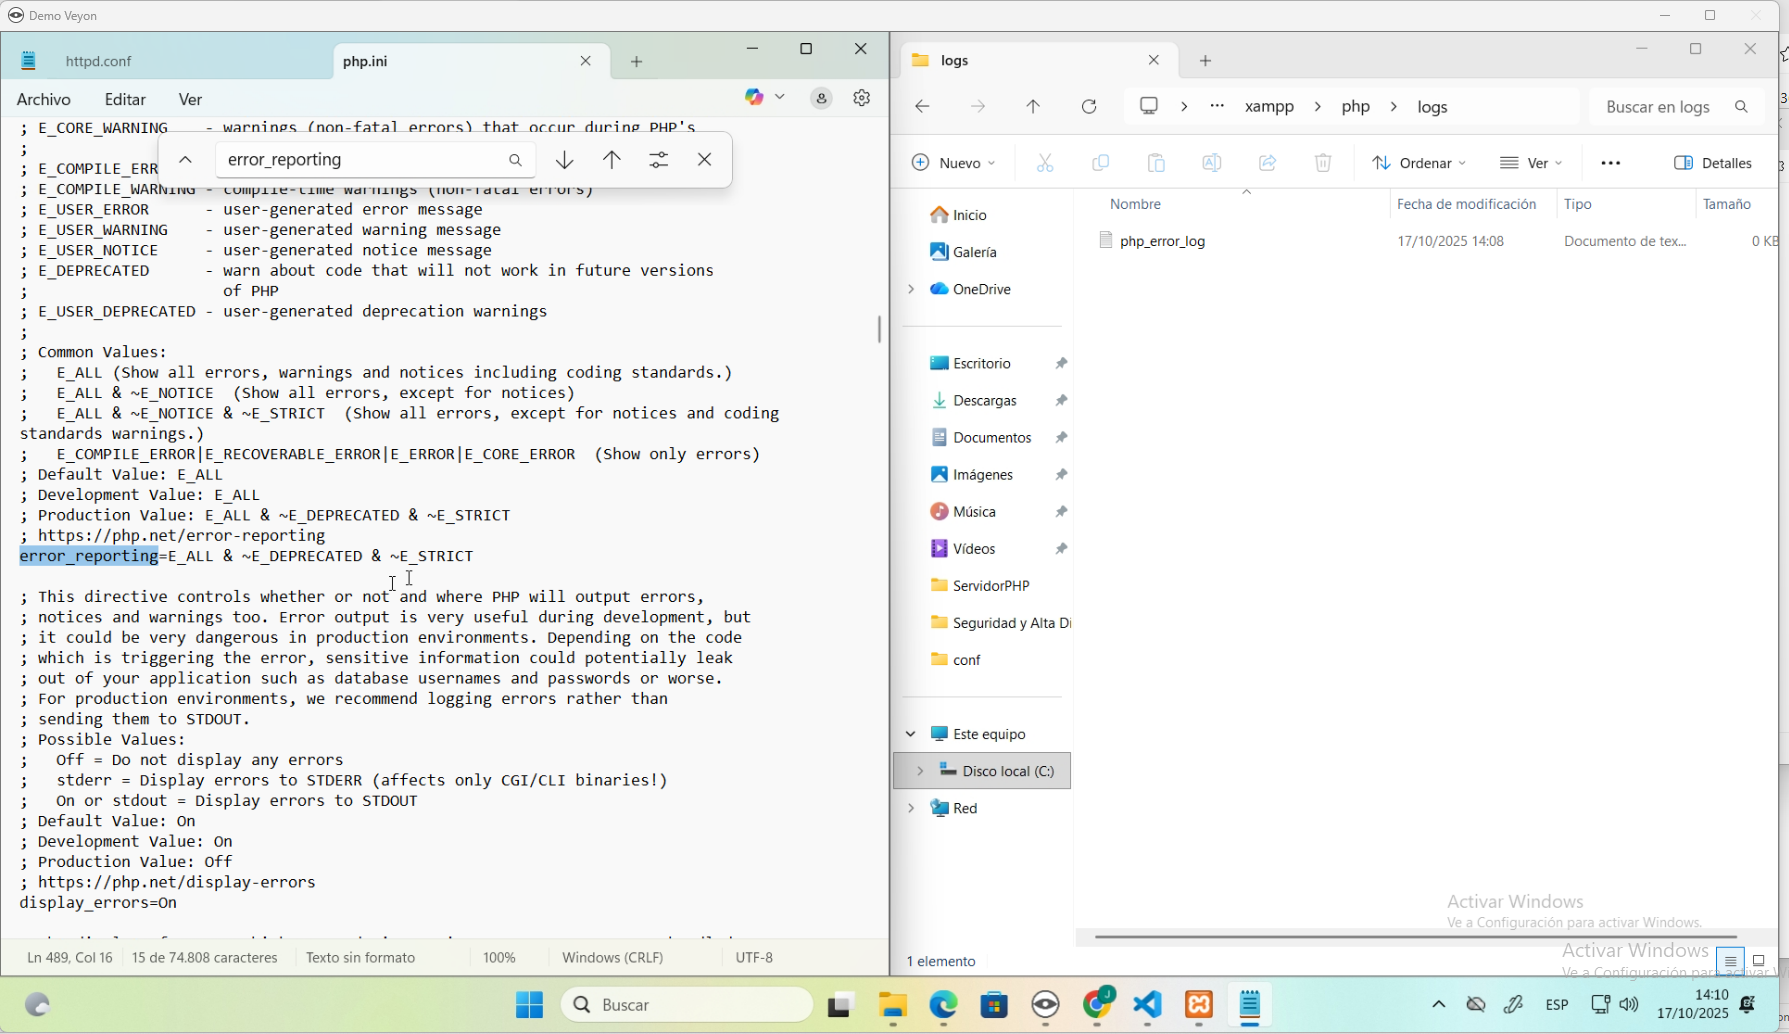 Demo Veyon
httpd.conf
php.ini
Archivo
Editar
Ver
; E_CORE_WARNING - warnings (non-fatal errors) that occur during PHP's
error_reporting
;
; E_COMPILE_ERR
; E_COMPILE_WARNING - compile-time warnings (non-fatal errors)
; E_USER_ERROR - user-generated error message
; E_USER_WARNING - user-generated warning message
; E_USER_NOTICE - user-generated notice message
; E_DEPRECATED - warn about code that will not work in future versions
; of PHP
; E_USER_DEPRECATED - user-generated deprecation warnings
;
; Common Values:
; E_ALL (Show all errors, warnings and notices including coding standards.)
; E_ALL & ~E_NOTICE (Show all errors, except for notices)
; E_ALL & ~E_NOTICE & ~E_STRICT (Show all errors, except for notices and coding
standards warnings.)
; E_COMPILE_ERROR|E_RECOVERABLE_ERROR|E_ERROR|E_CORE_ERROR (Show only errors)
; Default Value: E_ALL
; Development Value: E_ALL
; Production Value: E_ALL & ~E_DEPRECATED & ~E_STRICT
; https://php.net/error-reporting
error_reporting=E_ALL & ~E_DEPRECATED & ~E_STRICT
; This directive controls whether or not and where PHP will output errors,
; notices and warnings too. Error output is very useful during development, but
; it could be very dangerous in production environments. Depending on the code
; which is triggering the error, sensitive information could potentially leak
; out of your application such as database usernames and passwords or worse.
; For production environments, we recommend logging errors rather than
; sending them to STDOUT.
; Possible Values:
; Off = Do not display any errors
; stderr = Display errors to STDERR (affects only CGI/CLI binaries!)
; On or stdout = Display errors to STDOUT
; Default Value: On
; Development Value: On
; Production Value: Off
; https://php.net/display-errors
display_errors=On
Ln 489, Col 16
15 de 74.808 caracteres
Texto sin formato
100%
Windows (CRLF)
UTF-8
logs
xampp > php > logs
Buscar en logs
Nuevo
Ordenar
Ver
Detalles
Nombre
Fecha de modificación
Tipo
Tamaño
php_error_log
17/10/2025 14:08
Documento de tex...
0 KB
Inicio
Galería
OneDrive
Escritorio
Descargas
Documentos
Imágenes
Música
Vídeos
ServidorPHP
Seguridad y Alta Di
conf
Este equipo
Disco local (C:)
Red
Activar Windows
Ve a Configuración para activar Windows.
Activar Windows
Ve a Configuración para activar W
1 elemento
Buscar
ESP
14:10
17/10/2025